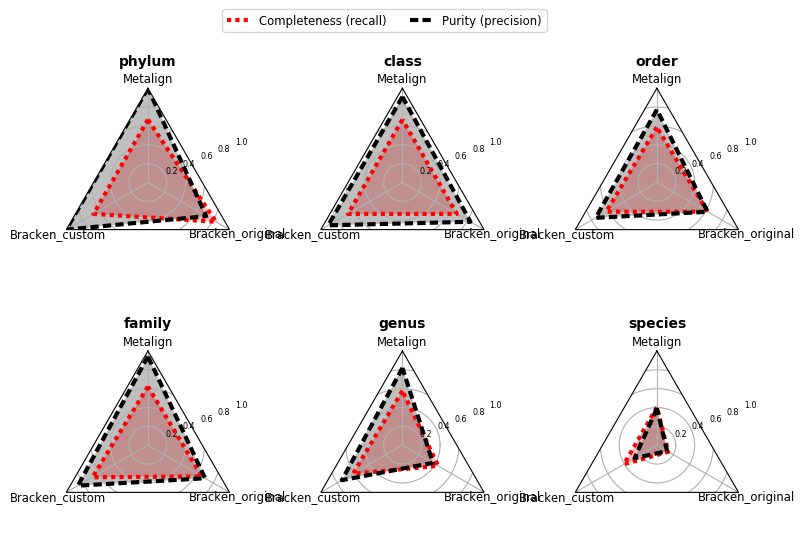 Completeness (recall) Purity (precision)
phylum class order
Metalign Metalign Metalign
0.2 0.4 0.6 0.8 1.0 0.2 0.4 0.6 0.8 1.0 0.2 0.4 0.6 0.8 1.0
Bracken_custom Bracken_original Bracken_custom Bracken_original Bracken_custom Bracken_original
family genus species
Metalign Metalign Metalign
0.2 0.4 0.6 0.8 1.0 0.2 0.4 0.6 0.8 1.0 0.2 0.4 0.6 0.8 1.0
Bracken_custom Bracken_original Bracken_custom Bracken_original Bracken_custom Bracken_original